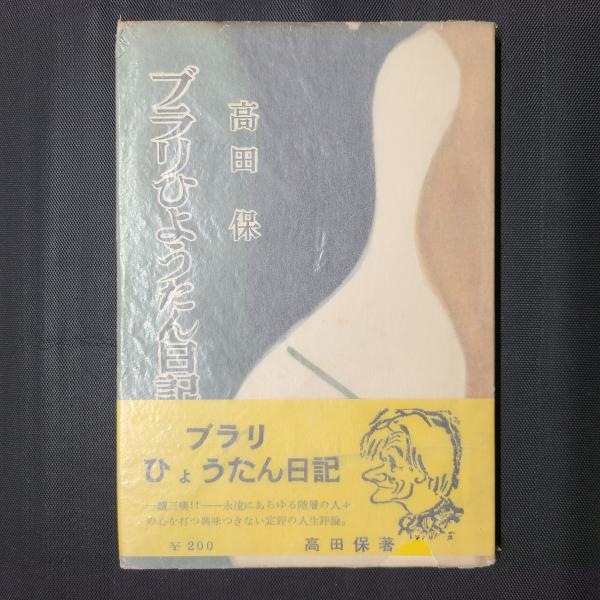 高田保
ブラリひようたん日記
ブラリ
ひょうたん日記
一讀三嘆!!――永遠にあらゆる階層の人々
の心を打つ興味つきない定評の人生評論。
¥200
高田保著